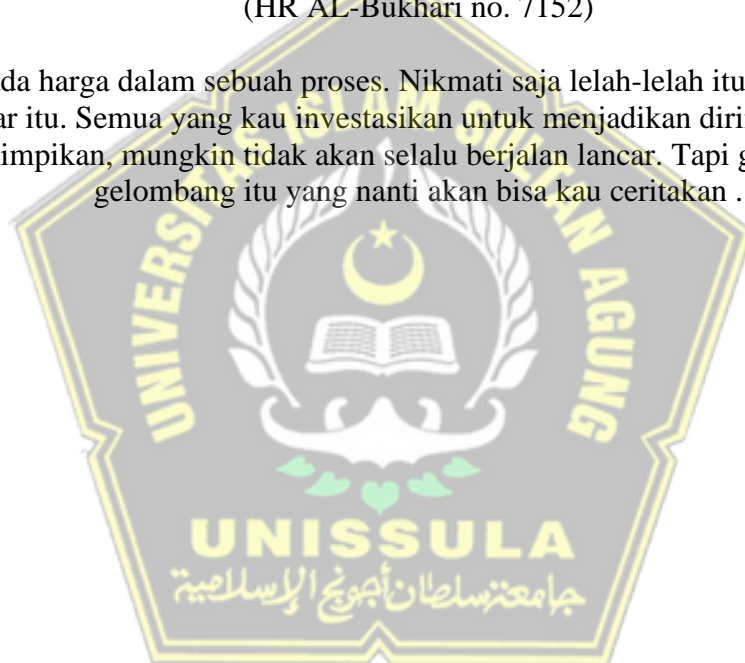 (HR AL-Bukhari no. 7152)
da harga dalam sebuah proses. Nikmati saja lelah-lelah itu
ar itu. Semua yang kau investasikan untuk menjadikan diri
impikan, mungkin tidak akan selalu berjalan lancar. Tapi g
gelombang itu yang nanti akan bisa kau ceritakan .
UNIVERSITAS ISLAM SULTAN AGUNG
UNISSULA
جامعة سلطان أجونج الإسلامية